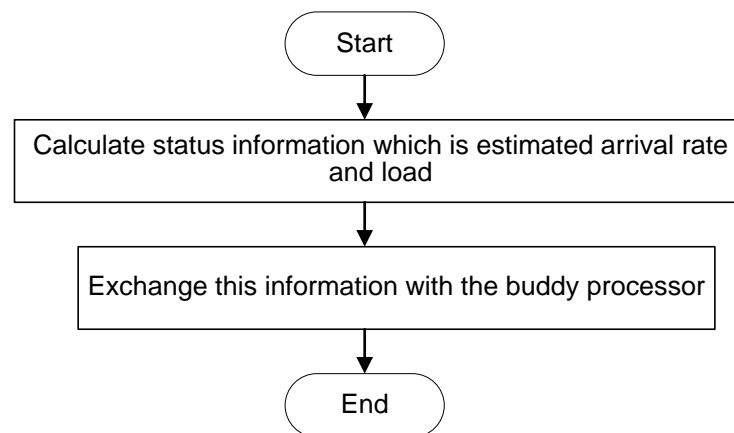 Start
Calculate status information which is estimated arrival rate
and load
Exchange this information with the buddy processor
End